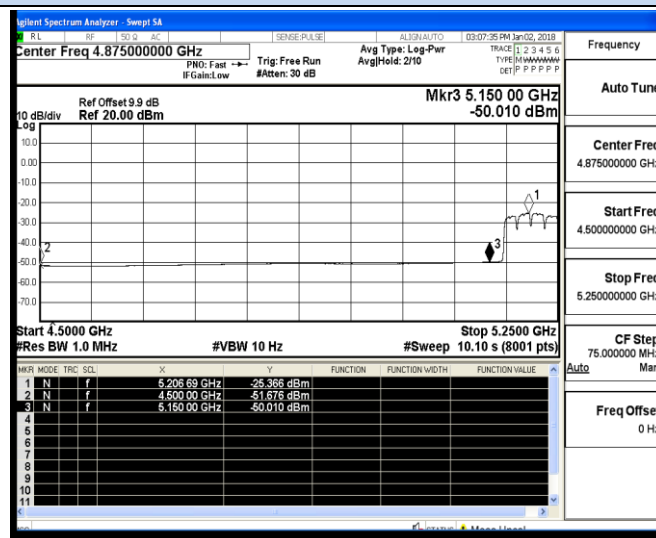 Agilent Spectrum Analyzer - Swept SA
RL RF 50 Ω AC SENSE:PULSE ALIGNAUTO 03:07:35 PM Jan 02, 2018
Center Freq 4.875000000 GHz
PNO: Fast
IFGain:Low
Trig: Free Run
#Atten: 30 dB
Avg Type: Log-Pwr
Avg|Hold: 2/10
TRACE 1 2 3 4 5 6
TYPE MWWWWW
DET P P P P P P
Mkr3 5.150 00 GHz
-50.010 dBm
Ref Offset 9.9 dB
10 dB/div Ref 20.00 dBm
Log
10.0
0.00
-10.0
-20.0
-30.0
-40.0
-50.0
-60.0
-70.0
1
2
3
Start 4.5000 GHz Stop 5.2500 GHz
#Res BW 1.0 MHz #VBW 10 Hz #Sweep 10.10 s (8001 pts)
MKR MODE TRC SCL X Y FUNCTION FUNCTION WIDTH FUNCTION VALUE
1 N f 5.206 69 GHz -25.366 dBm
2 N f 4.500 00 GHz -51.676 dBm
3 N f 5.150 00 GHz -50.010 dBm
4
5
6
7
8
9
10
11
Frequency
Auto Tune
Center Freq
4.875000000 GHz
Start Freq
4.500000000 GHz
Stop Freq
5.250000000 GHz
CF Step
75.000000 MHz
Auto Man
Freq Offset
0 Hz